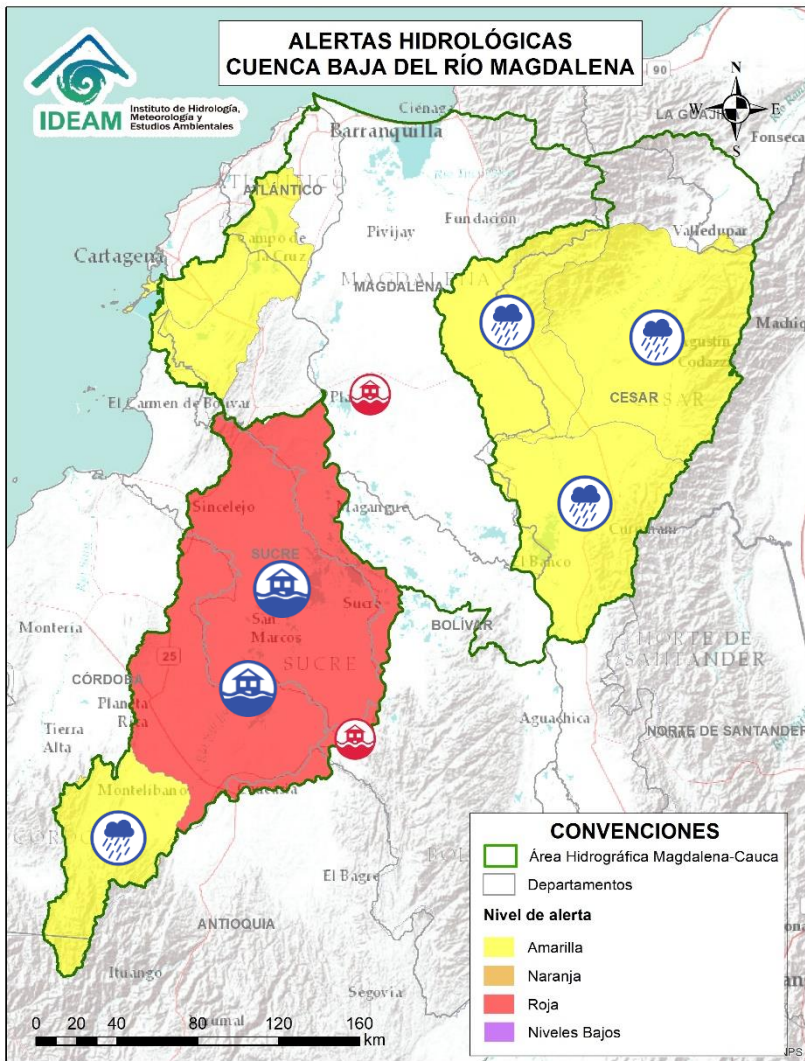 ALERTAS HIDROLÓGICAS
CUENCA BAJA DEL RÍO MAGDALENA
IDEAM
Instituto de Hidrología,
Meteorología y
Estudios Ambientales
N
W
E
S
90
Ciénaga
LA GUAJIRA
Barranquilla
Fonseca
ATLÁNTICO
Fundación
Pivijay
Valledupar
Campo de
la Cruz
Cartagena
MAGDALENA
MAGDALENA
Agustín
Codazzi
El Carmen de Bolívar
CESAR
Sincelejo
Magangue
El Banco
SUCRE
Sucre
San
Marcos
BOLÍVAR
Montería
25
SUCRE
NORTE DE
SANTANDER
CÓRDOBA
Planeta
Rica
Tierra
Alta
Aguachica
NORTE DE SANTANDER
Montelibano
El Bagre
ANTIOQUIA
Ituango
Segovia
CONVENCIONES
Área Hidrográfica Magdalena-Cauca
Departamentos
Nivel de alerta
Amarilla
Naranja
Roja
Niveles Bajos
0 20 40 80 120 160
km
JPS